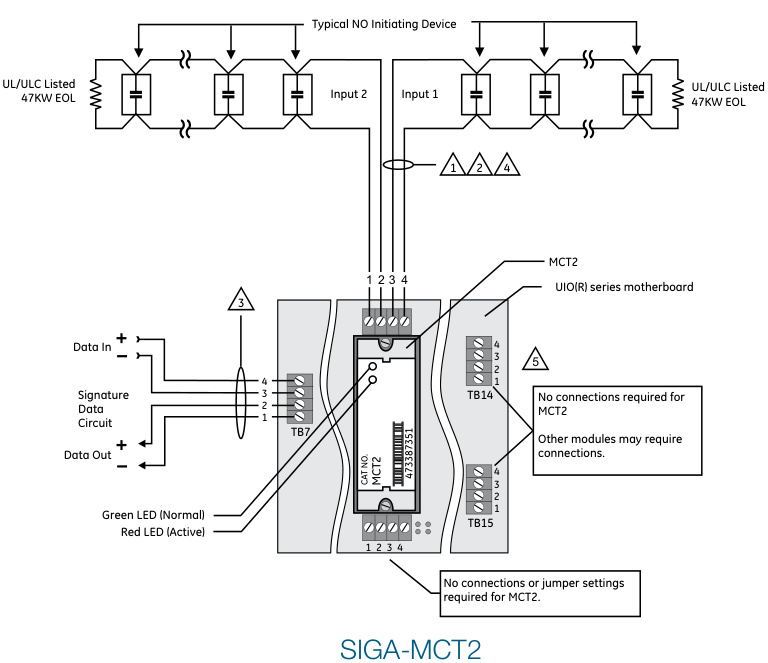 Typical NO Initiating Device
UL/ULC Listed
47KW EOL
Input 2
Input 1
UL/ULC Listed
47KW EOL
1 2 4
1 2 3 4
MCT2
UIO(R) series motherboard
3
Data In
+
–
Signature
Data
Circuit
+
Data Out
–
4
3
2
1
TB7
CAT NO.
MCT2
473387351
4
3
2
1
TB14
5
No connections required for
MCT2
Other modules may require
connections.
4
3
2
1
TB15
Green LED (Normal)
Red LED (Active)
1 2 3 4
No connections or jumper settings
required for MCT2.
SIGA-MCT2